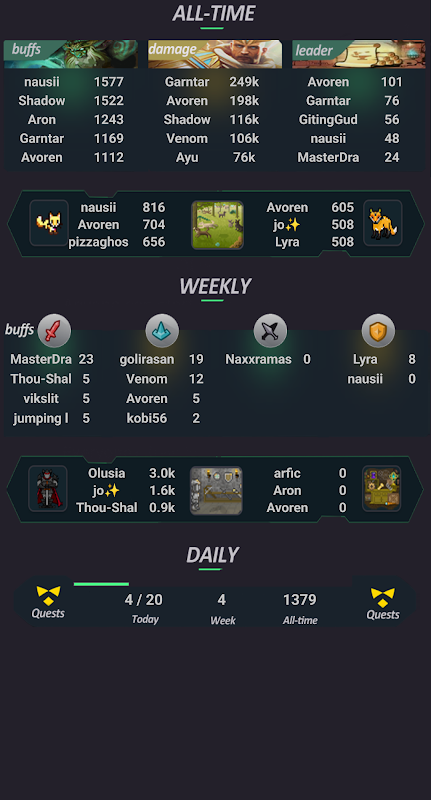 ALL-TIME
buffs damage leader
nausii 1577 Garntar 249k Avoren 101
Shadow 1522 Avoren 198k Garntar 76
Aron 1243 Shadow 116k GitingGud 56
Garntar 1169 Venom 106k nausii 48
Avoren 1112 Ayu 76k MasterDra 24
nausii 816 Avoren 605
Avoren 704 jo✨ 508
pizzaghos 656 Lyra 508
WEEKLY
buffs
MasterDra 23 golirasan 19 Naxxramas 0 Lyra 8
Thou-Shal 5 Venom 12 nausii 0
vikslit 5 Avoren 5
jumping l 5 kobi56 2
Olusia 3.0k arfic 0
jo✨ 1.6k Aron 0
Thou-Shal 0.9k Avoren 0
DAILY
4 / 20 4 1379
Quests Today Week All-time Quests